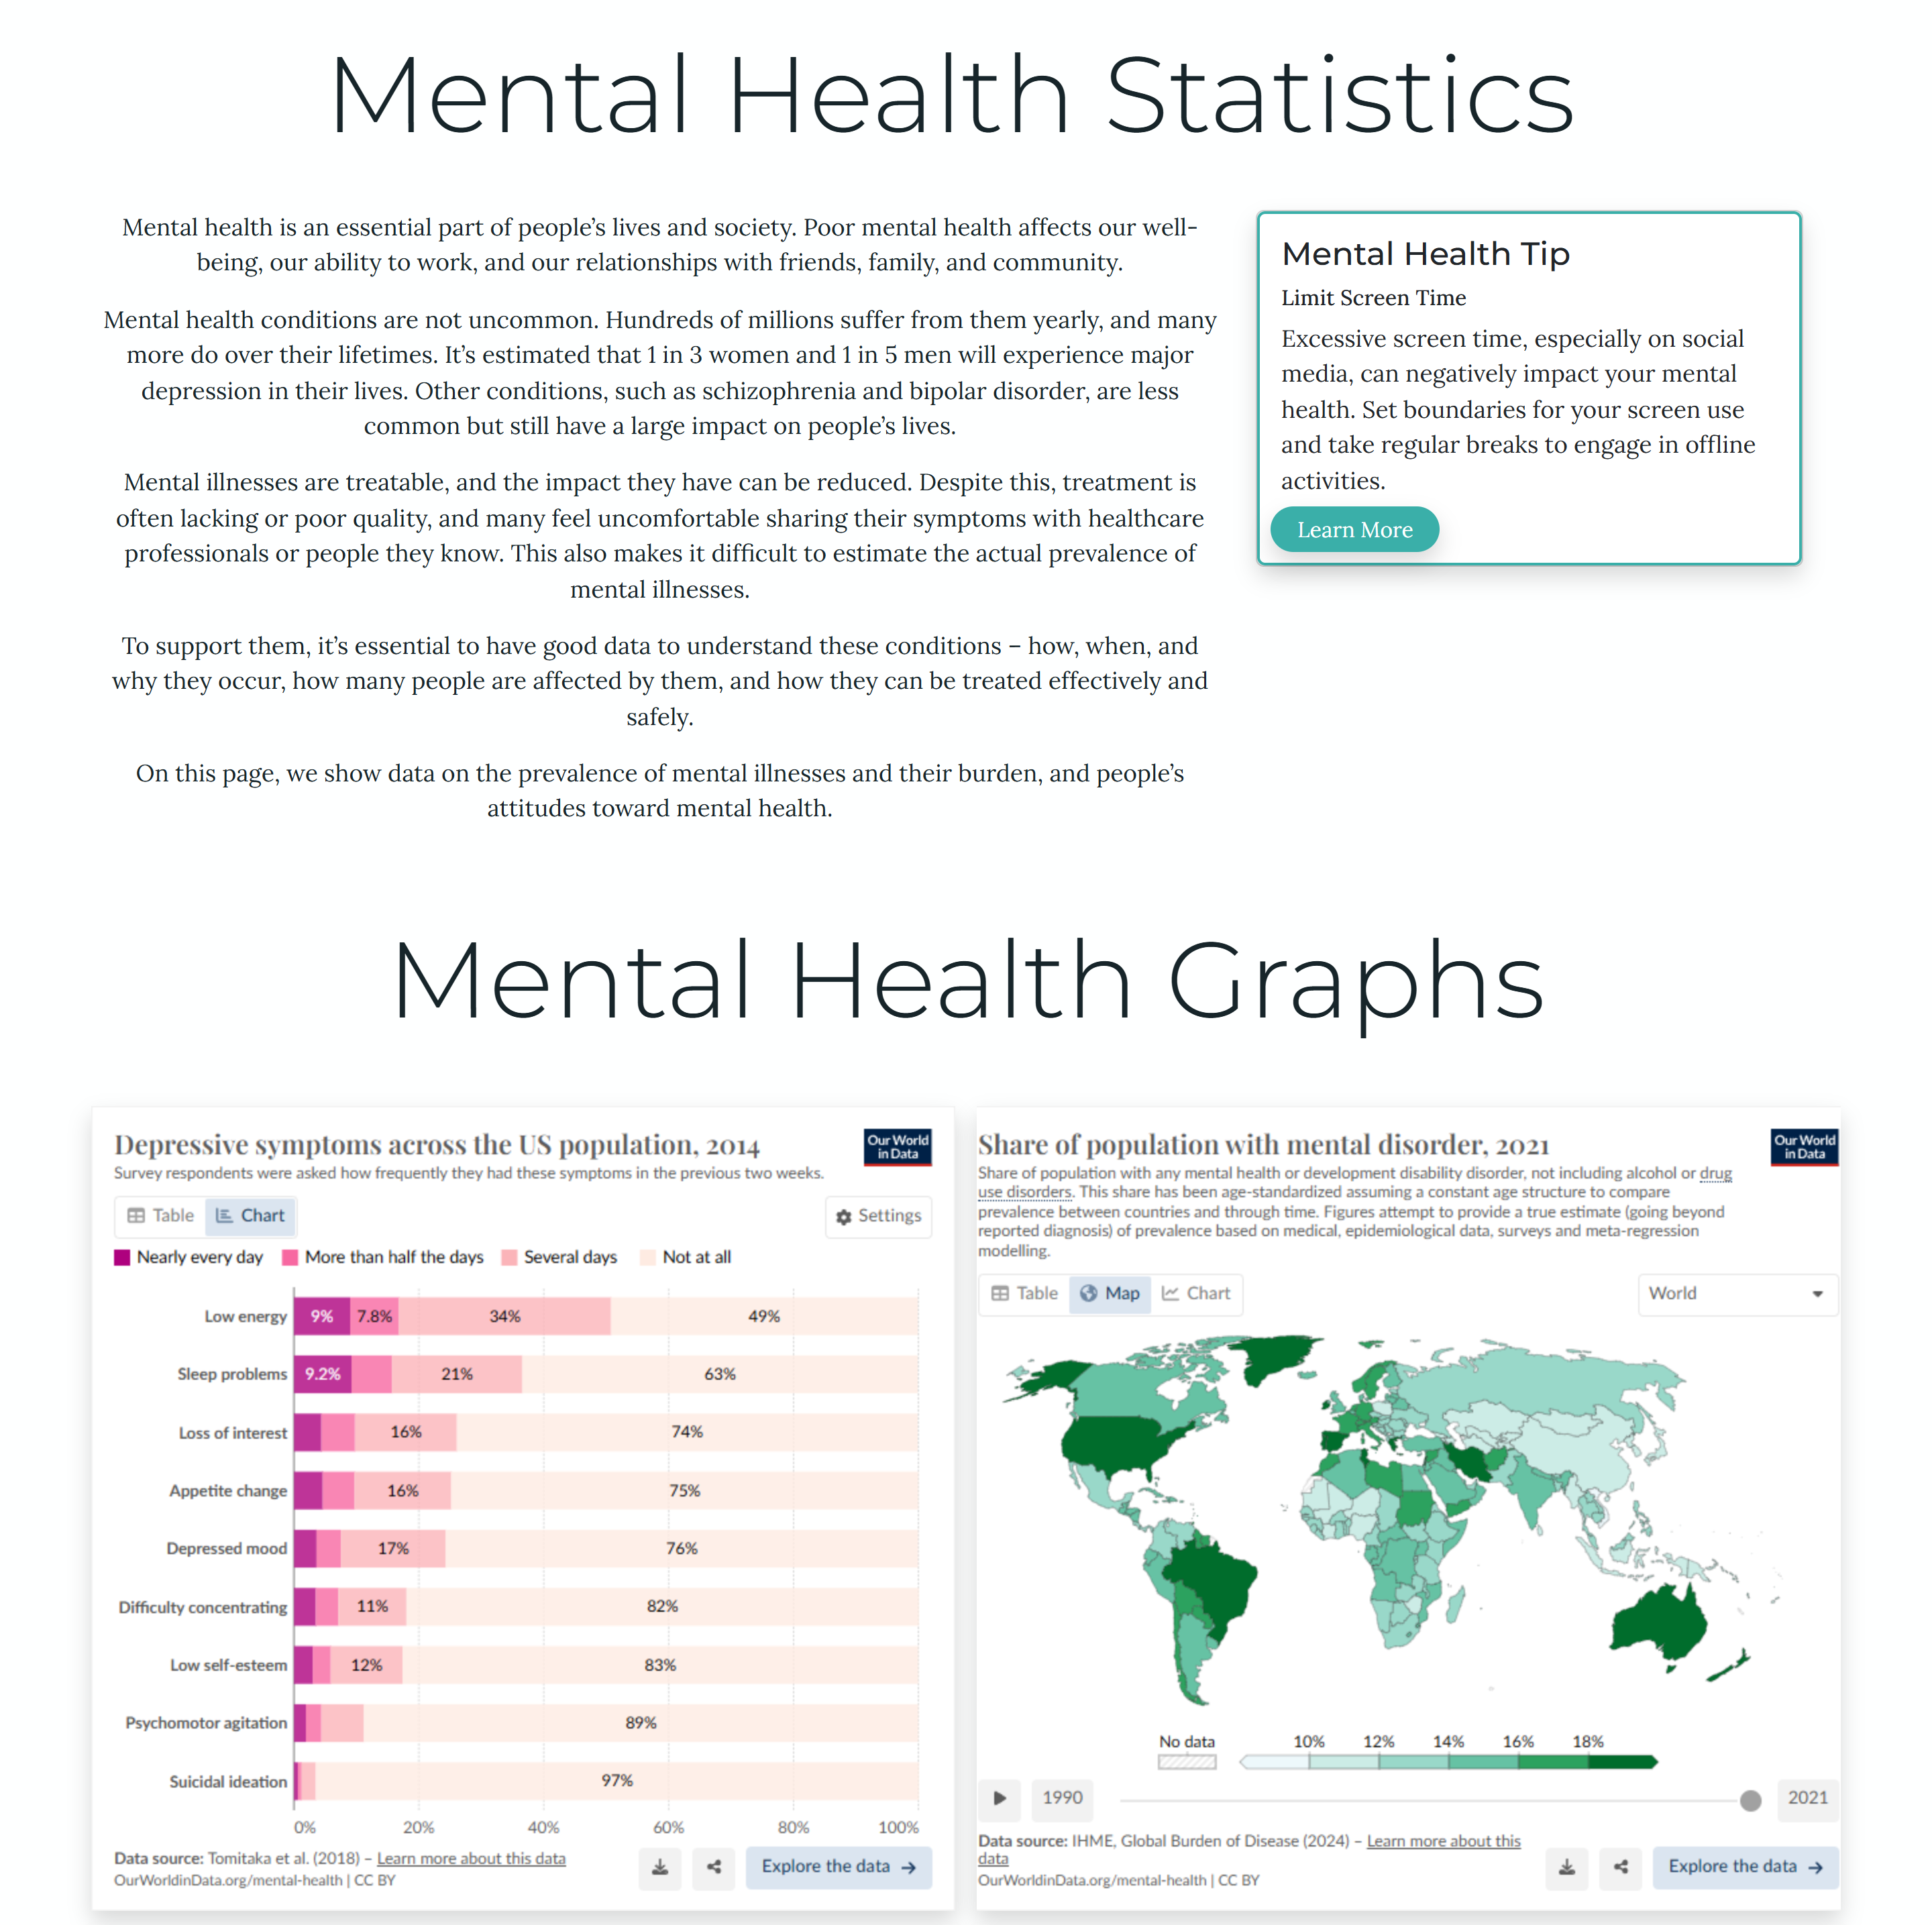 Mental Health Statistics
Mental health is an essential part of people’s lives and society. Poor mental health affects our well-
being, our ability to work, and our relationships with friends, family, and community.
Mental health conditions are not uncommon. Hundreds of millions suffer from them yearly, and many
more do over their lifetimes. It’s estimated that 1 in 3 women and 1 in 5 men will experience major
depression in their lives. Other conditions, such as schizophrenia and bipolar disorder, are less
common but still have a large impact on people’s lives.
Mental illnesses are treatable, and the impact they have can be reduced. Despite this, treatment is
often lacking or poor quality, and many feel uncomfortable sharing their symptoms with healthcare
professionals or people they know. This also makes it difficult to estimate the actual prevalence of
mental illnesses.
To support them, it’s essential to have good data to understand these conditions – how, when, and
why they occur, how many people are affected by them, and how they can be treated effectively and
safely.
On this page, we show data on the prevalence of mental illnesses and their burden, and people’s
attitudes toward mental health.
Mental Health Tip
Limit Screen Time
Excessive screen time, especially on social
media, can negatively impact your mental
health. Set boundaries for your screen use
and take regular breaks to engage in offline
activities.
Learn More
Mental Health Graphs
Depressive symptoms across the US population, 2014
Our World
in Data
Survey respondents were asked how frequently they had these symptoms in the previous two weeks.
Table Chart Settings
Nearly every day More than half the days Several days Not at all
Low energy 9% 7.8% 34% 49%
Sleep problems 9.2% 21% 63%
Loss of interest 16% 74%
Appetite change 16% 75%
Depressed mood 17% 76%
Difficulty concentrating 11% 82%
Low self-esteem 12% 83%
Psychomotor agitation 89%
Suicidal ideation 97%
0% 20% 40% 60% 80% 100%
Data source: Tomitaka et al. (2018) – Learn more about this data
OurWorldinData.org/mental-health | CC BY
Explore the data →
Share of population with mental disorder, 2021
Our World
in Data
Share of population with any mental health or development disability disorder, not including alcohol or drug
use disorders. This share has been age-standardized assuming a constant age structure to compare
prevalence between countries and through time. Figures attempt to provide a true estimate (going beyond
reported diagnosis) of prevalence based on medical, epidemiological data, surveys and meta-regression
modelling.
Table Map Chart World
No data 10% 12% 14% 16% 18%
1990 2021
Data source: IHME, Global Burden of Disease (2024) – Learn more about this
data
OurWorldinData.org/mental-health | CC BY
Explore the data →